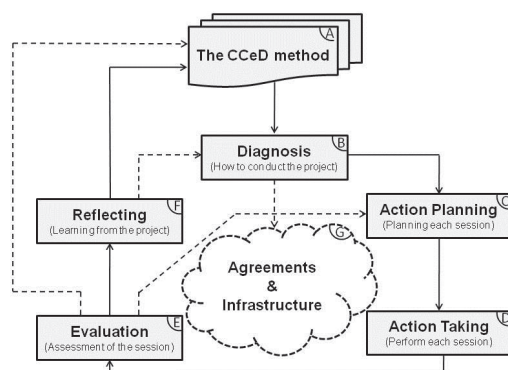 A
The CCeD method
B
Diagnosis
(How to conduct the project)
F
Reflecting
(Learning from the project)
C
Action Planning
(Planning each session)
G
Agreements
&
Infrastructure
E
Evaluation
(Assessment of the session)
D
Action Taking
(Perform each session)